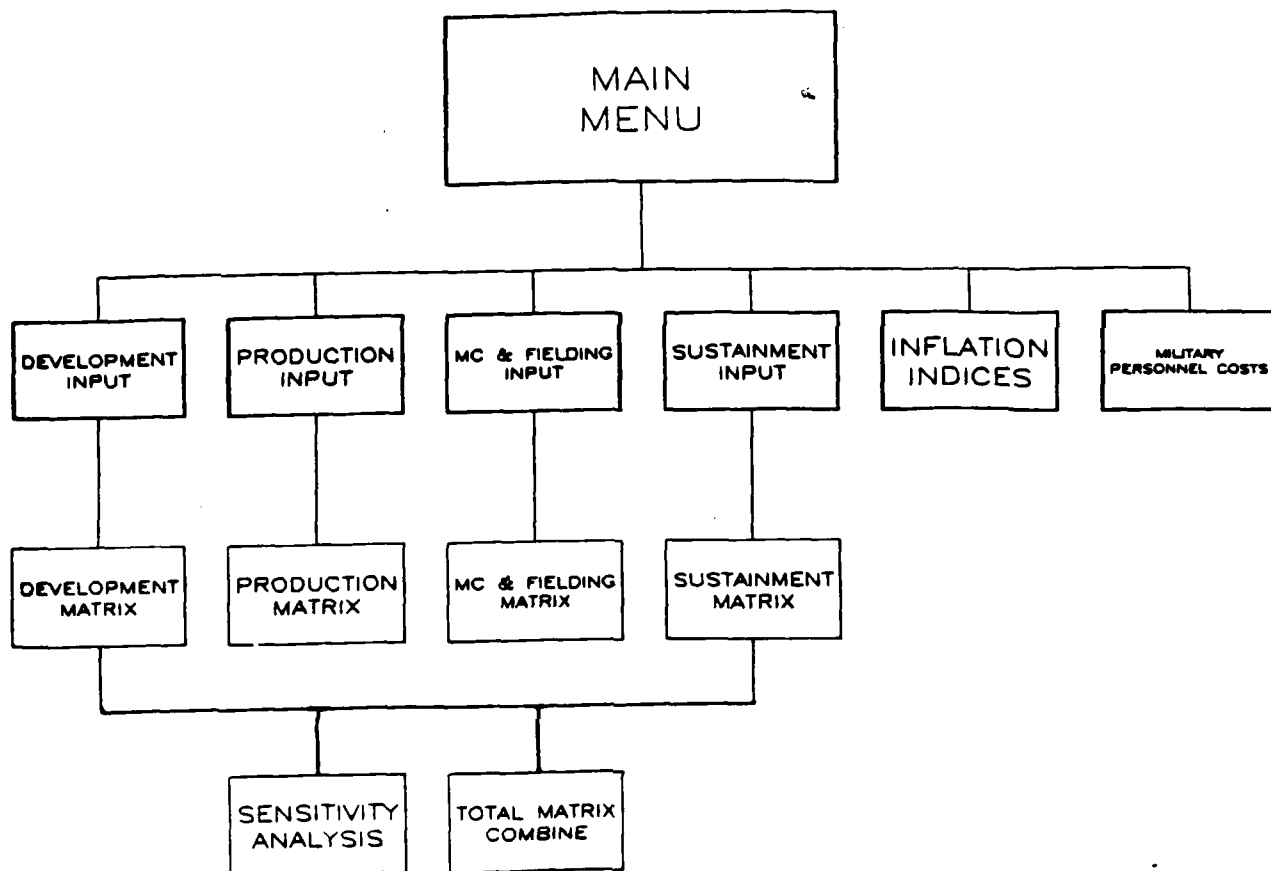 MAIN
MENU
DEVELOPMENT
INPUT
PRODUCTION
INPUT
MC & FIELDING
INPUT
SUSTAINMENT
INPUT
INFLATION
INDICES
MILITARY
PERSONNEL COSTS
DEVELOPMENT
MATRIX
PRODUCTION
MATRIX
MC & FIELDING
MATRIX
SUSTAINMENT
MATRIX
SENSITIVITY
ANALYSIS
TOTAL MATRIX
COMBINE